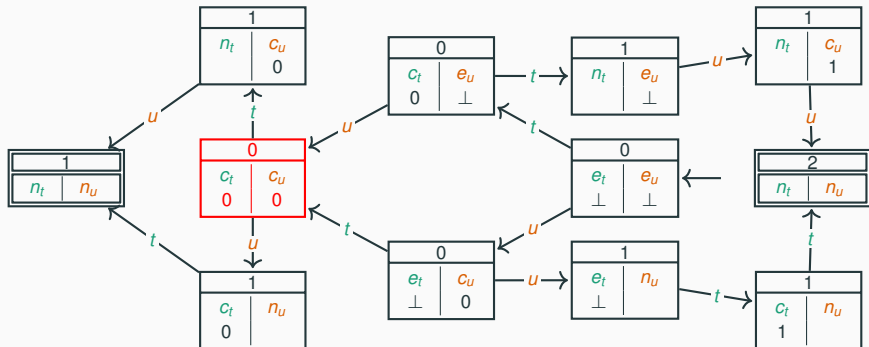 1
n_t c_u
0
u
t
0
c_t e_u
0 ⊥
t
1
n_t e_u
⊥
u
1
n_t c_u
1
u
u
t
1
n_t n_u
0
c_t c_u
0 0
0
e_t e_u
⊥ ⊥
2
n_t n_u
t
u
t
u
0
e_t c_u
⊥ 0
u
1
e_t n_u
⊥
t
t
1
c_t n_u
0
1
c_t n_u
1